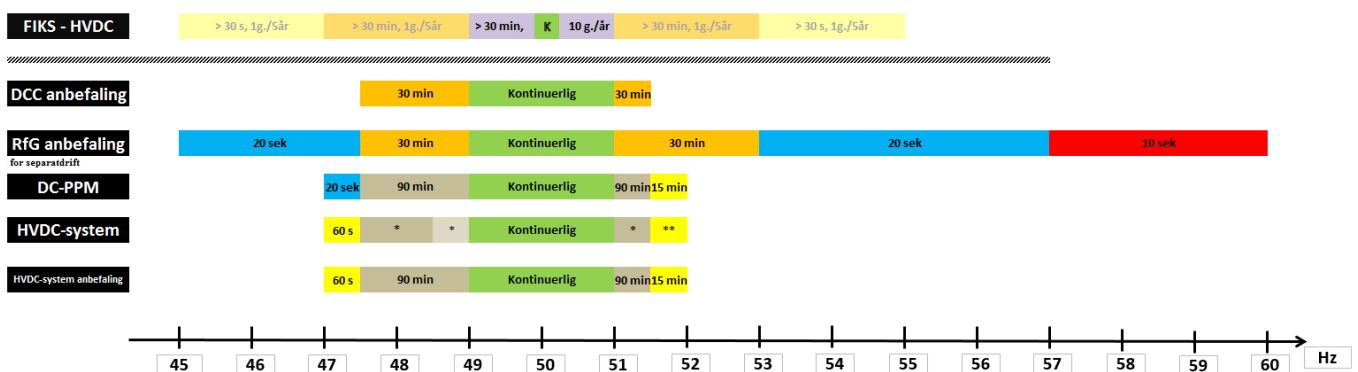 FIKS - HVDC > 30 s, 1g./5år > 30 min, 1g./5år > 30 min, K 10 g./år > 30 min, 1g./5år > 30 s, 1g./5år
DCC anbefaling 30 min Kontinuerlig 30 min
RfG anbefaling 20 sek 30 min Kontinuerlig 30 min 20 sek 10 sek
for separatdrift
DC-PPM 20 sek 90 min Kontinuerlig 90 min 15 min
HVDC-system 60 s * * Kontinuerlig * **
HVDC-system anbefaling 60 s 90 min Kontinuerlig 90 min 15 min
45 46 47 48 49 50 51 52 53 54 55 56 57 58 59 60 Hz